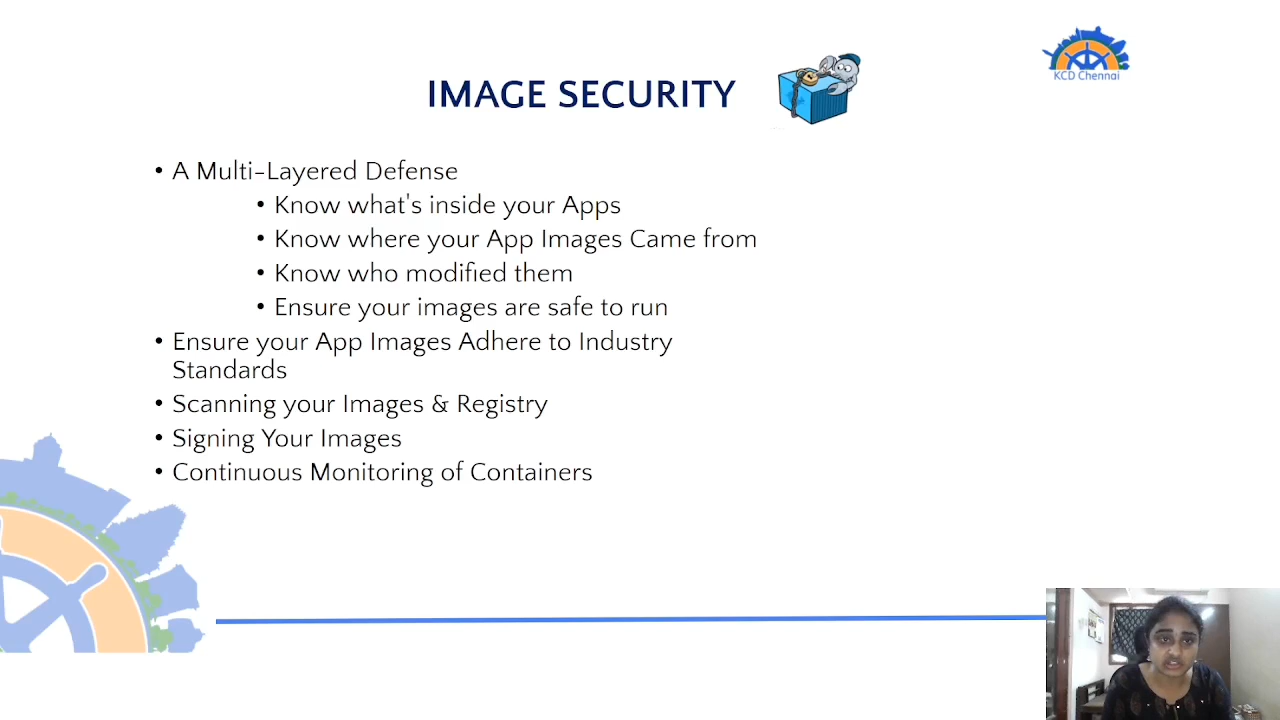 KCD Chennai
IMAGE SECURITY
• A Multi-Layered Defense
• Know what's inside your Apps
• Know where your App Images Came from
• Know who modified them
• Ensure your images are safe to run
• Ensure your App Images Adhere to Industry
Standards
• Scanning your Images & Registry
• Signing Your Images
• Continuous Monitoring of Containers